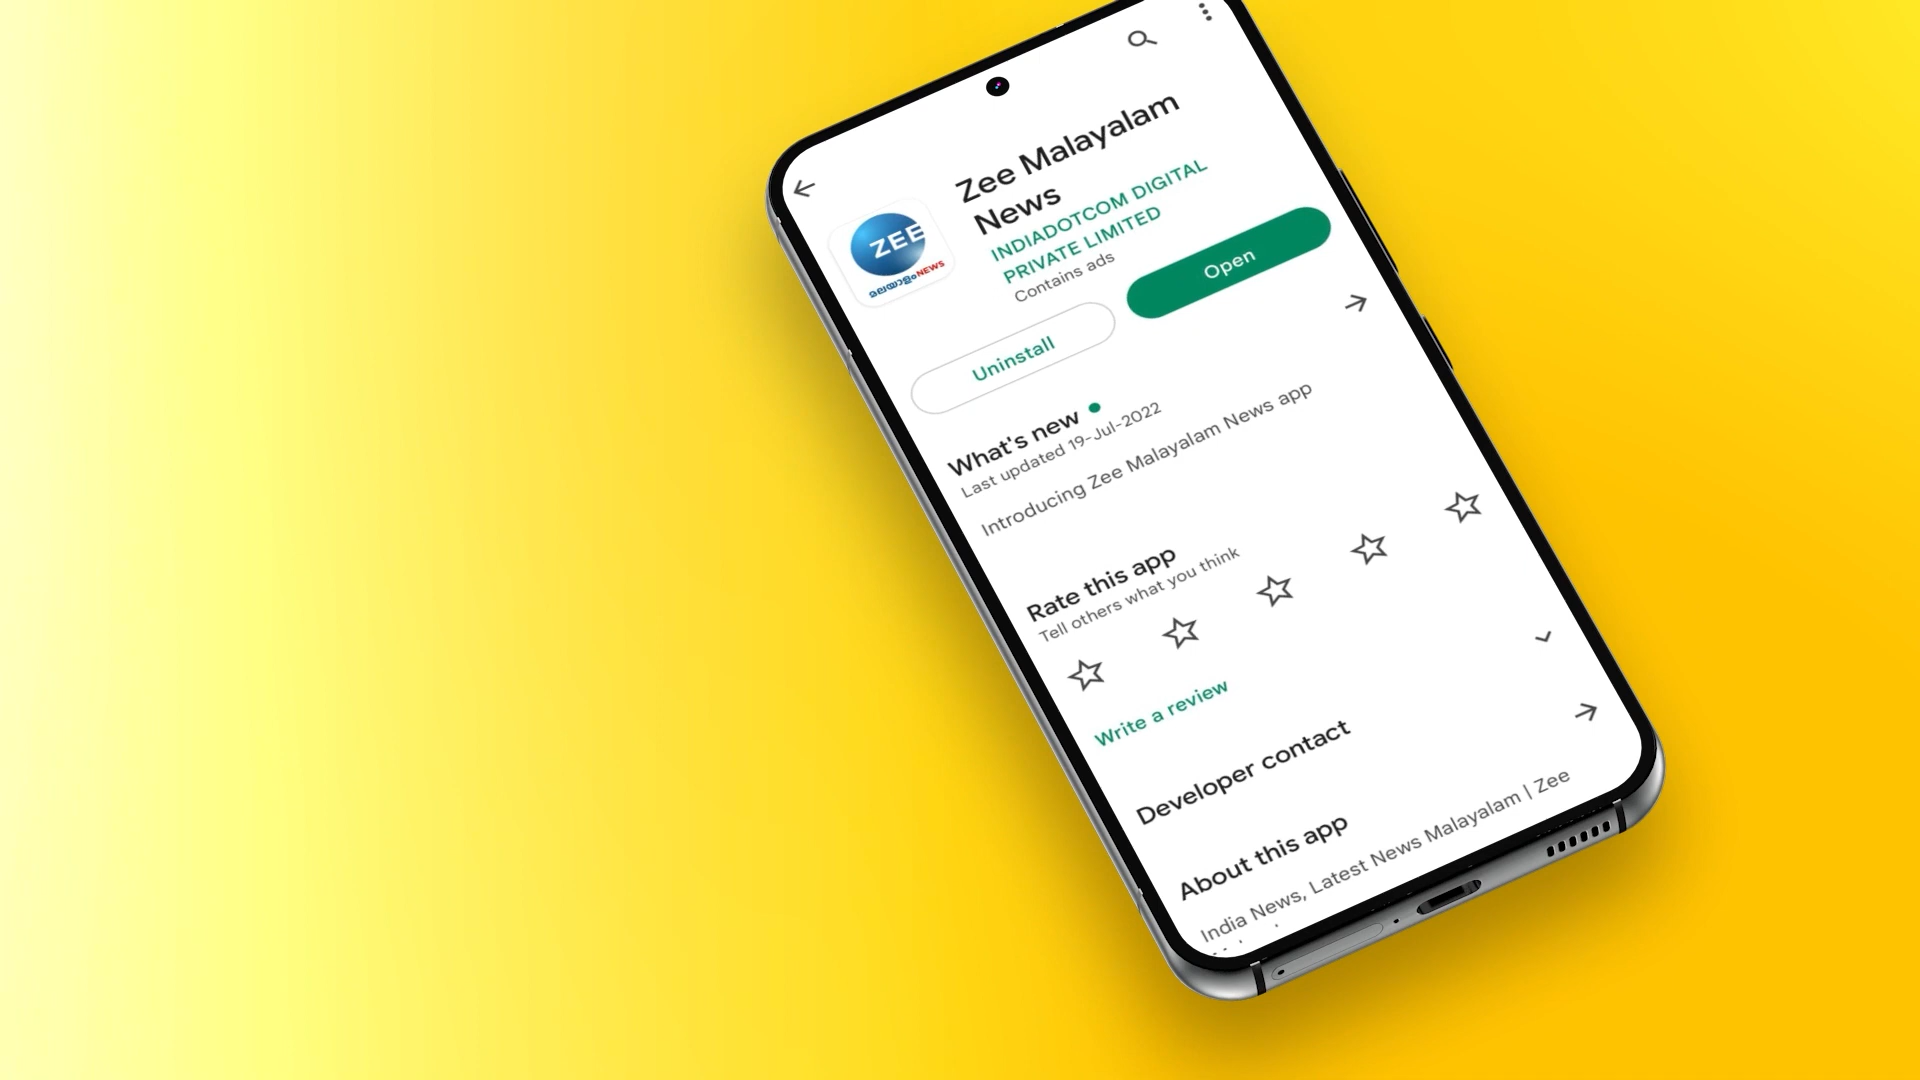 Zee Malayalam
News
INDIADOTCOM DIGITAL
PRIVATE LIMITED
Contains ads
ZEE
മലയാളം NEWS
Uninstall
Open
What's new
Last updated 19-Jul-2022
Introducing Zee Malayalam News app
Rate this app
Tell others what you think
Write a review
Developer contact
About this app
India News, Latest News Malayalam | Zee